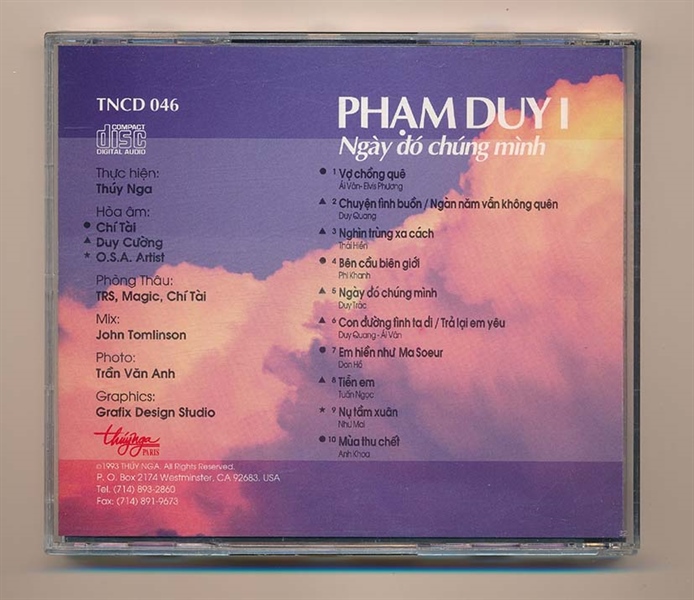 TNCD 046
COMPACT
disc
DIGITAL AUDIO
Thực hiện:
Thúy Nga
Hòa âm:
● Chí Tài
▲ Duy Cường
★ O.S.A. Artist
Phòng Thâu:
TRS, Magic, Chí Tài
Mix:
John Tomlinson
Photo:
Trần Văn Anh
Graphics:
Grafix Design Studio
thúy nga
PARIS
©1993 THÚY NGA. All Rights Reserved.
P. O. Box 2174 Westminster, CA 92683. USA
Tel. (714) 893-2860
Fax: (714) 891-9673
PHẠM DUY I
Ngày đó chúng mình
● 1 Vợ chồng quê
Ái Vân- Elvis Phương
▲ 2 Chuyện tình buồn / Ngàn năm vẫn không quên
Duy Quang
▲ 3 Nghìn trùng xa cách
Thái Hiền
● 4 Bên cầu biên giới
Phi Khanh
▲ 5 Ngày đó chúng mình
Duy Trác
▲ 6 Con đường tình ta đi / Trả lại em yêu
Duy Quang - Ái Vân
● 7 Em hiền như Ma Soeur
Don Hồ
▲ 8 Tiễn em
Tuấn Ngọc
★ 9 Nụ tầm xuân
Như Mai
● 10 Mùa thu chết
Anh Khoa